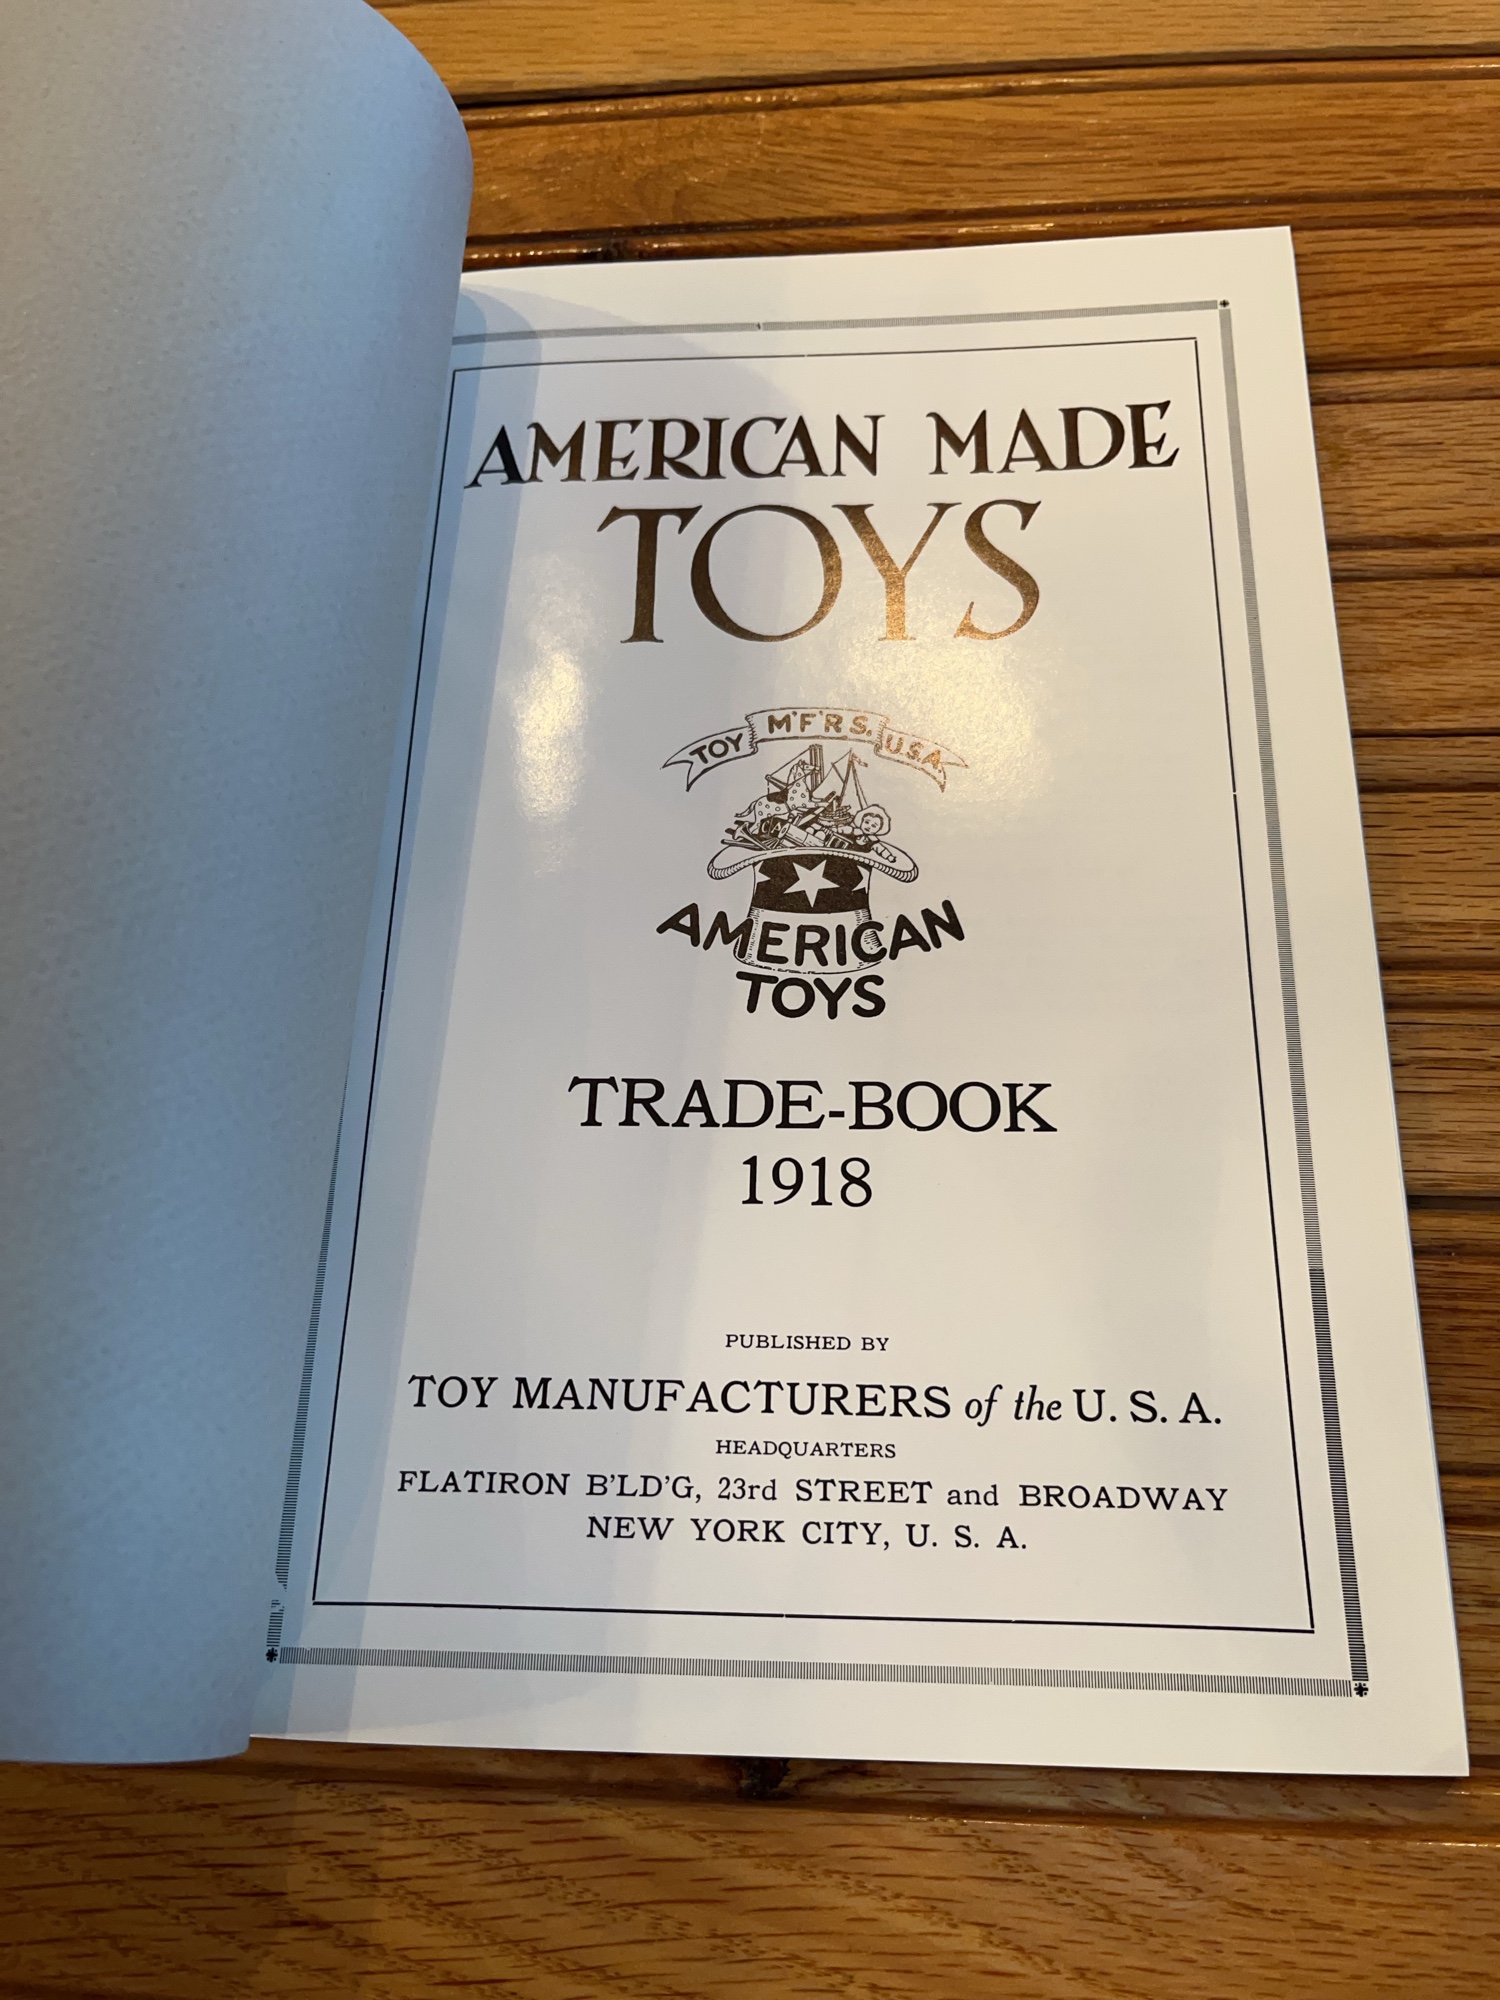 AMERICAN MADE
TOYS
TOY M'F'R S. U.S.A.
AMERICAN
TOYS
TRADE-BOOK
1918
PUBLISHED BY
TOY MANUFACTURERS of the U. S. A.
HEADQUARTERS
FLATIRON B'LD'G, 23rd STREET and BROADWAY
NEW YORK CITY, U. S. A.